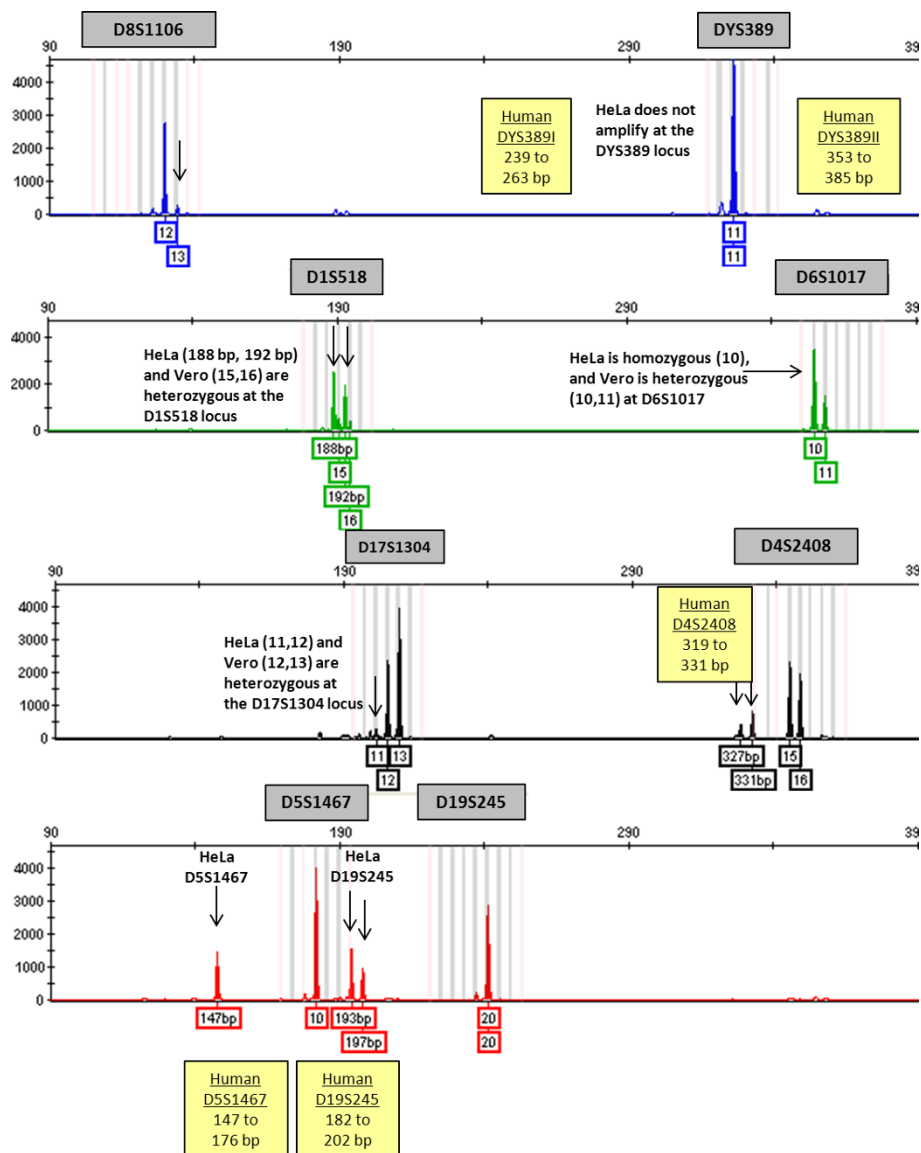 D8S1106
DYS389
90
190
290
390
4000
3000
2000
1000
0
Human
DYS389I
239 to
263 bp
HeLa does not
amplify at the
DYS389 locus
Human
DYS389II
353 to
385 bp
12
13
11
11
D1S518
D6S1017
90
190
290
390
4000
2000
0
HeLa (188 bp, 192 bp)
and Vero (15,16) are
heterozygous at the
D1S518 locus
HeLa is homozygous (10),
and Vero is heterozygous
(10,11) at D6S1017
188bp
15
192bp
16
10
11
D17S1304
D4S2408
90
190
290
390
4000
3000
2000
1000
0
HeLa (11,12) and
Vero (12,13) are
heterozygous at
the D17S1304 locus
Human
D4S2408
319 to
331 bp
11
13
12
327bp
331bp
15
16
D5S1467
D19S245
90
190
290
390
4000
3000
2000
1000
0
HeLa
D5S1467
HeLa
D19S245
147bp
10
193bp
197bp
20
20
Human
D5S1467
147 to
176 bp
Human
D19S245
182 to
202 bp